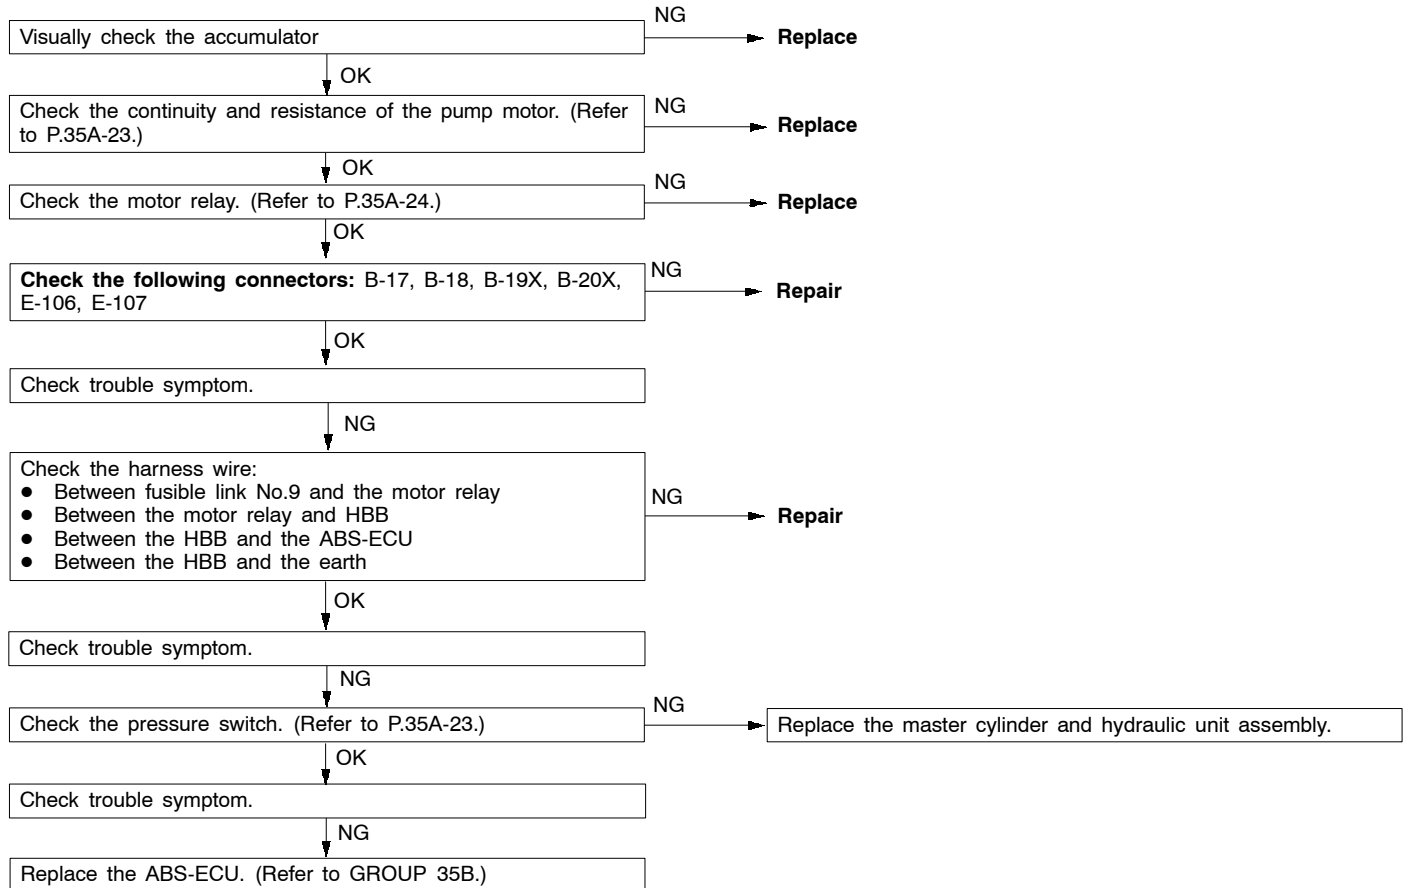 NG
Visually check the accumulator
Replace
OK
Check the continuity and resistance of the pump motor. (Refer
to P.35A-23.)
NG
Replace
OK
Check the motor relay. (Refer to P.35A-24.)
NG
Replace
OK
Check the following connectors: B-17, B-18, B-19X, B-20X,
E-106, E-107
NG
Repair
OK
Check trouble symptom.
NG
Check the harness wire:
● Between fusible link No.9 and the motor relay
● Between the motor relay and HBB
● Between the HBB and the ABS-ECU
● Between the HBB and the earth
NG
Repair
OK
Check trouble symptom.
NG
Check the pressure switch. (Refer to P.35A-23.)
NG
Replace the master cylinder and hydraulic unit assembly.
OK
Check trouble symptom.
NG
Replace the ABS-ECU. (Refer to GROUP 35B.)